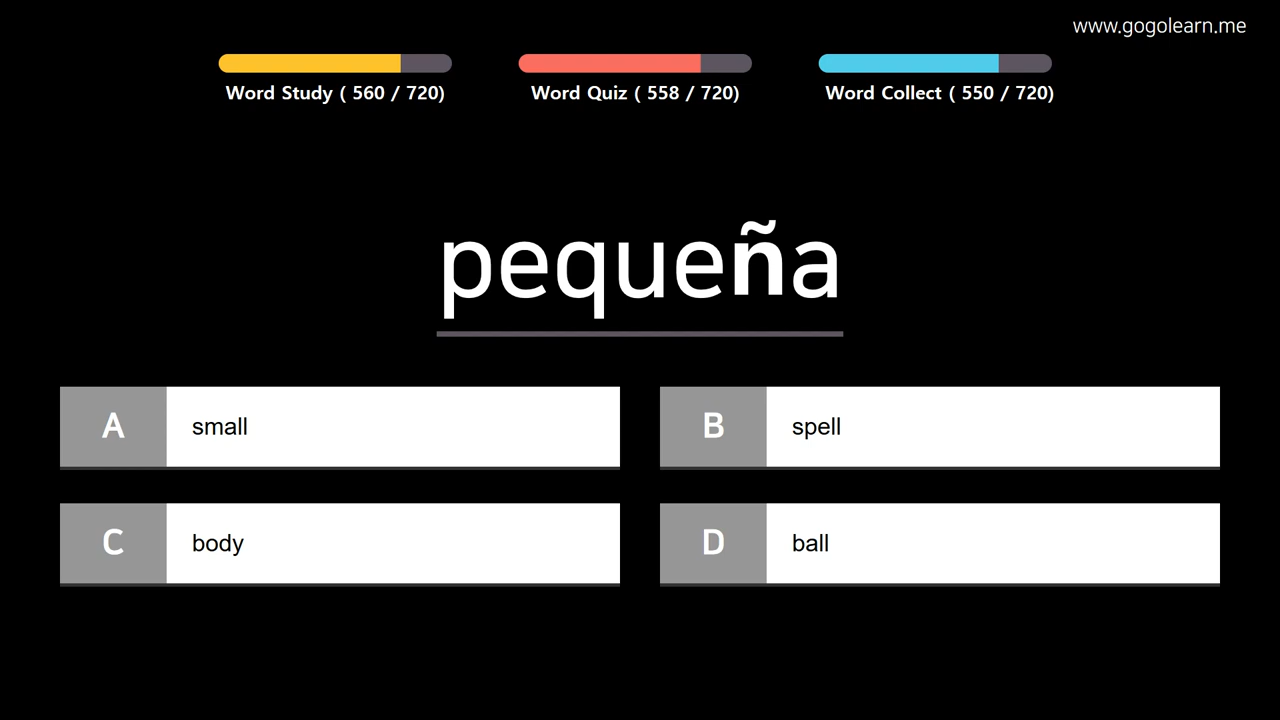 www.gogolearn.me
Word Study ( 560 / 720)
Word Quiz ( 558 / 720)
Word Collect ( 550 / 720)
pequeña
A small
B spell
C body
D ball